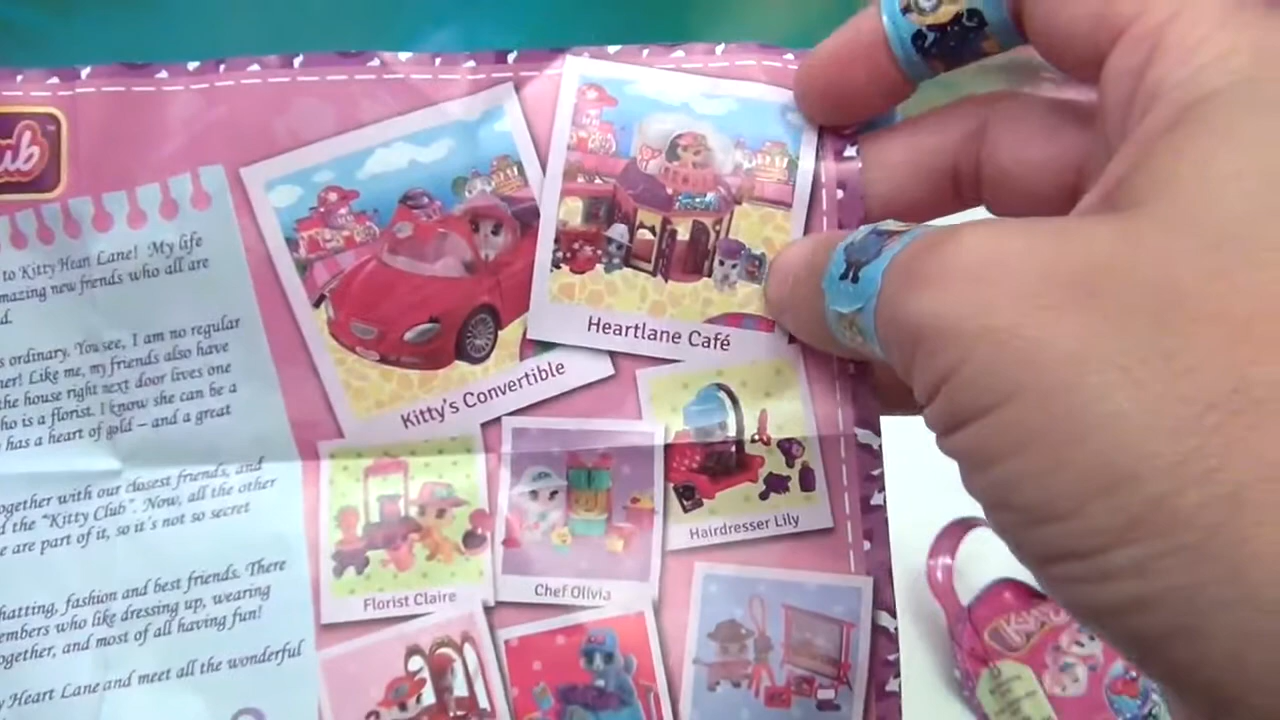 ub
to Kitty Hean Lane! My life
mazing new friends who all are
d.
s ordinary. You see, I am no regular
her! Like me, my friends also have
the house right next door lives one
ho is a florist. I know she can be a
has a heart of gold – and a great
ogether with our closest friends, and
d the "Kitty Club". Now, all the other
e are part of it, so it's not so secret
hatting, fashion and best friends. There
embers who like dressing up, wearing
ogether, and most of all having fun!
y Heart Lane and meet all the wonderful
Kitty's Convertible
Heartlane Café
Hairdresser Lily
Florist Claire
Chef Olivia